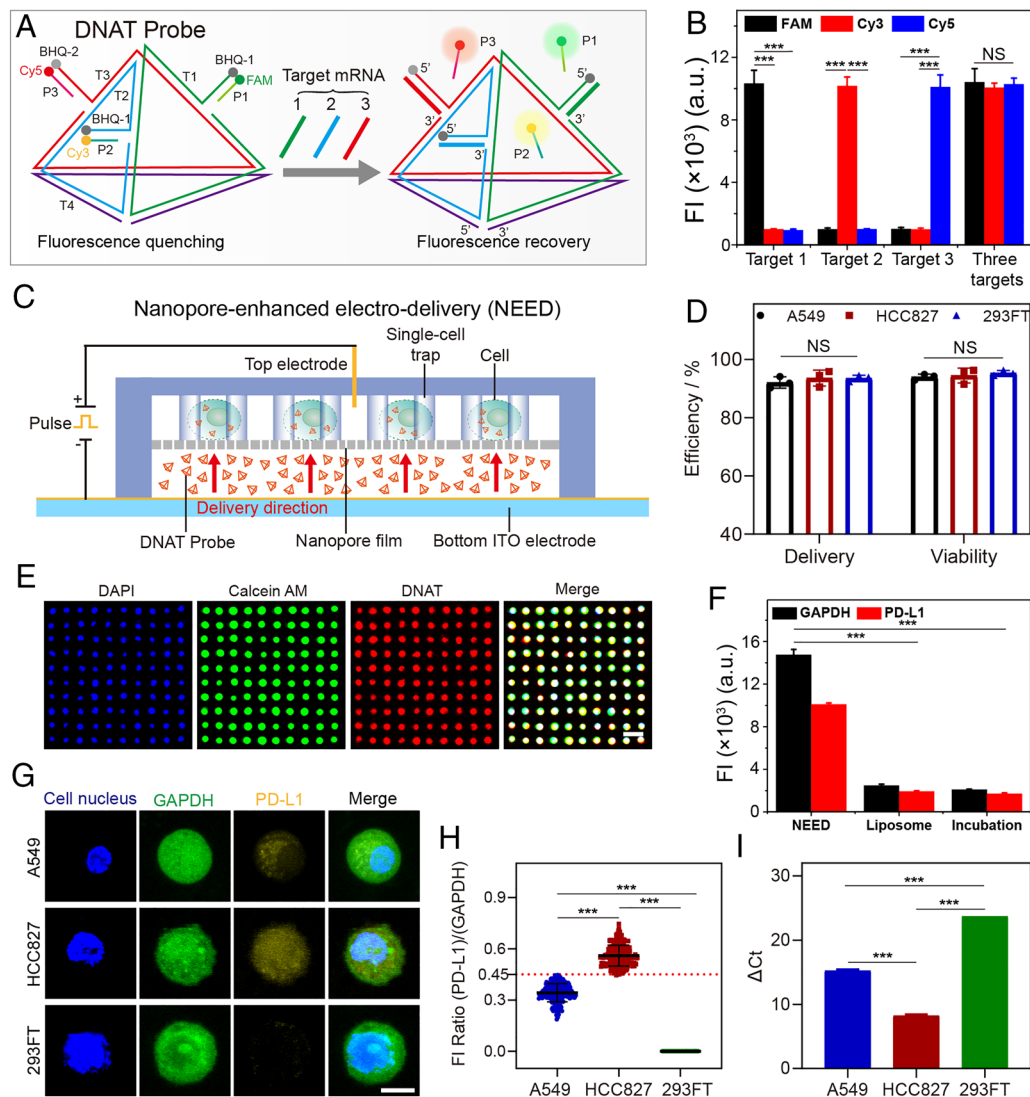 A
DNAT Probe
BHQ-2
Cy5
P3
T3
T2
T1
BHQ-1
FAM
P1
BHQ-1
Cy3
P2
T4
Fluorescence quenching
Target mRNA
1 2 3
5'
P3
P1
3'
5'
3'
3'
P2
5'
3'
Fluorescence recovery
B
FAM Cy3 Cy5
FI (×10³) (a.u.)
12
8
4
0
***
***
*** ***
***
***
NS
Target 1 Target 2 Target 3 Three targets
C
Nanopore-enhanced electro-delivery (NEED)
Top electrode
Single-cell trap
Cell
+
Pulse
-
Delivery direction
DNAT Probe
Nanopore film
Bottom ITO electrode
D
A549 HCC827 293FT
Efficiency / %
100
80
60
40
NS
NS
Delivery Viability
E
DAPI Calcein AM DNAT Merge
F
GAPDH PD-L1
FI (×10³) (a.u.)
16
12
8
4
0
***
***
NEED Liposome Incubation
G
Cell nucleus GAPDH PD-L1 Merge
A549
HCC827
293FT
H
FI Ratio (PD-L1)/(GAPDH)
0.9
0.6
0.45
0.3
0.0
***
***
***
A549 HCC827 293FT
I
ΔCt
30
20
10
0
***
***
***
A549 HCC827 293FT